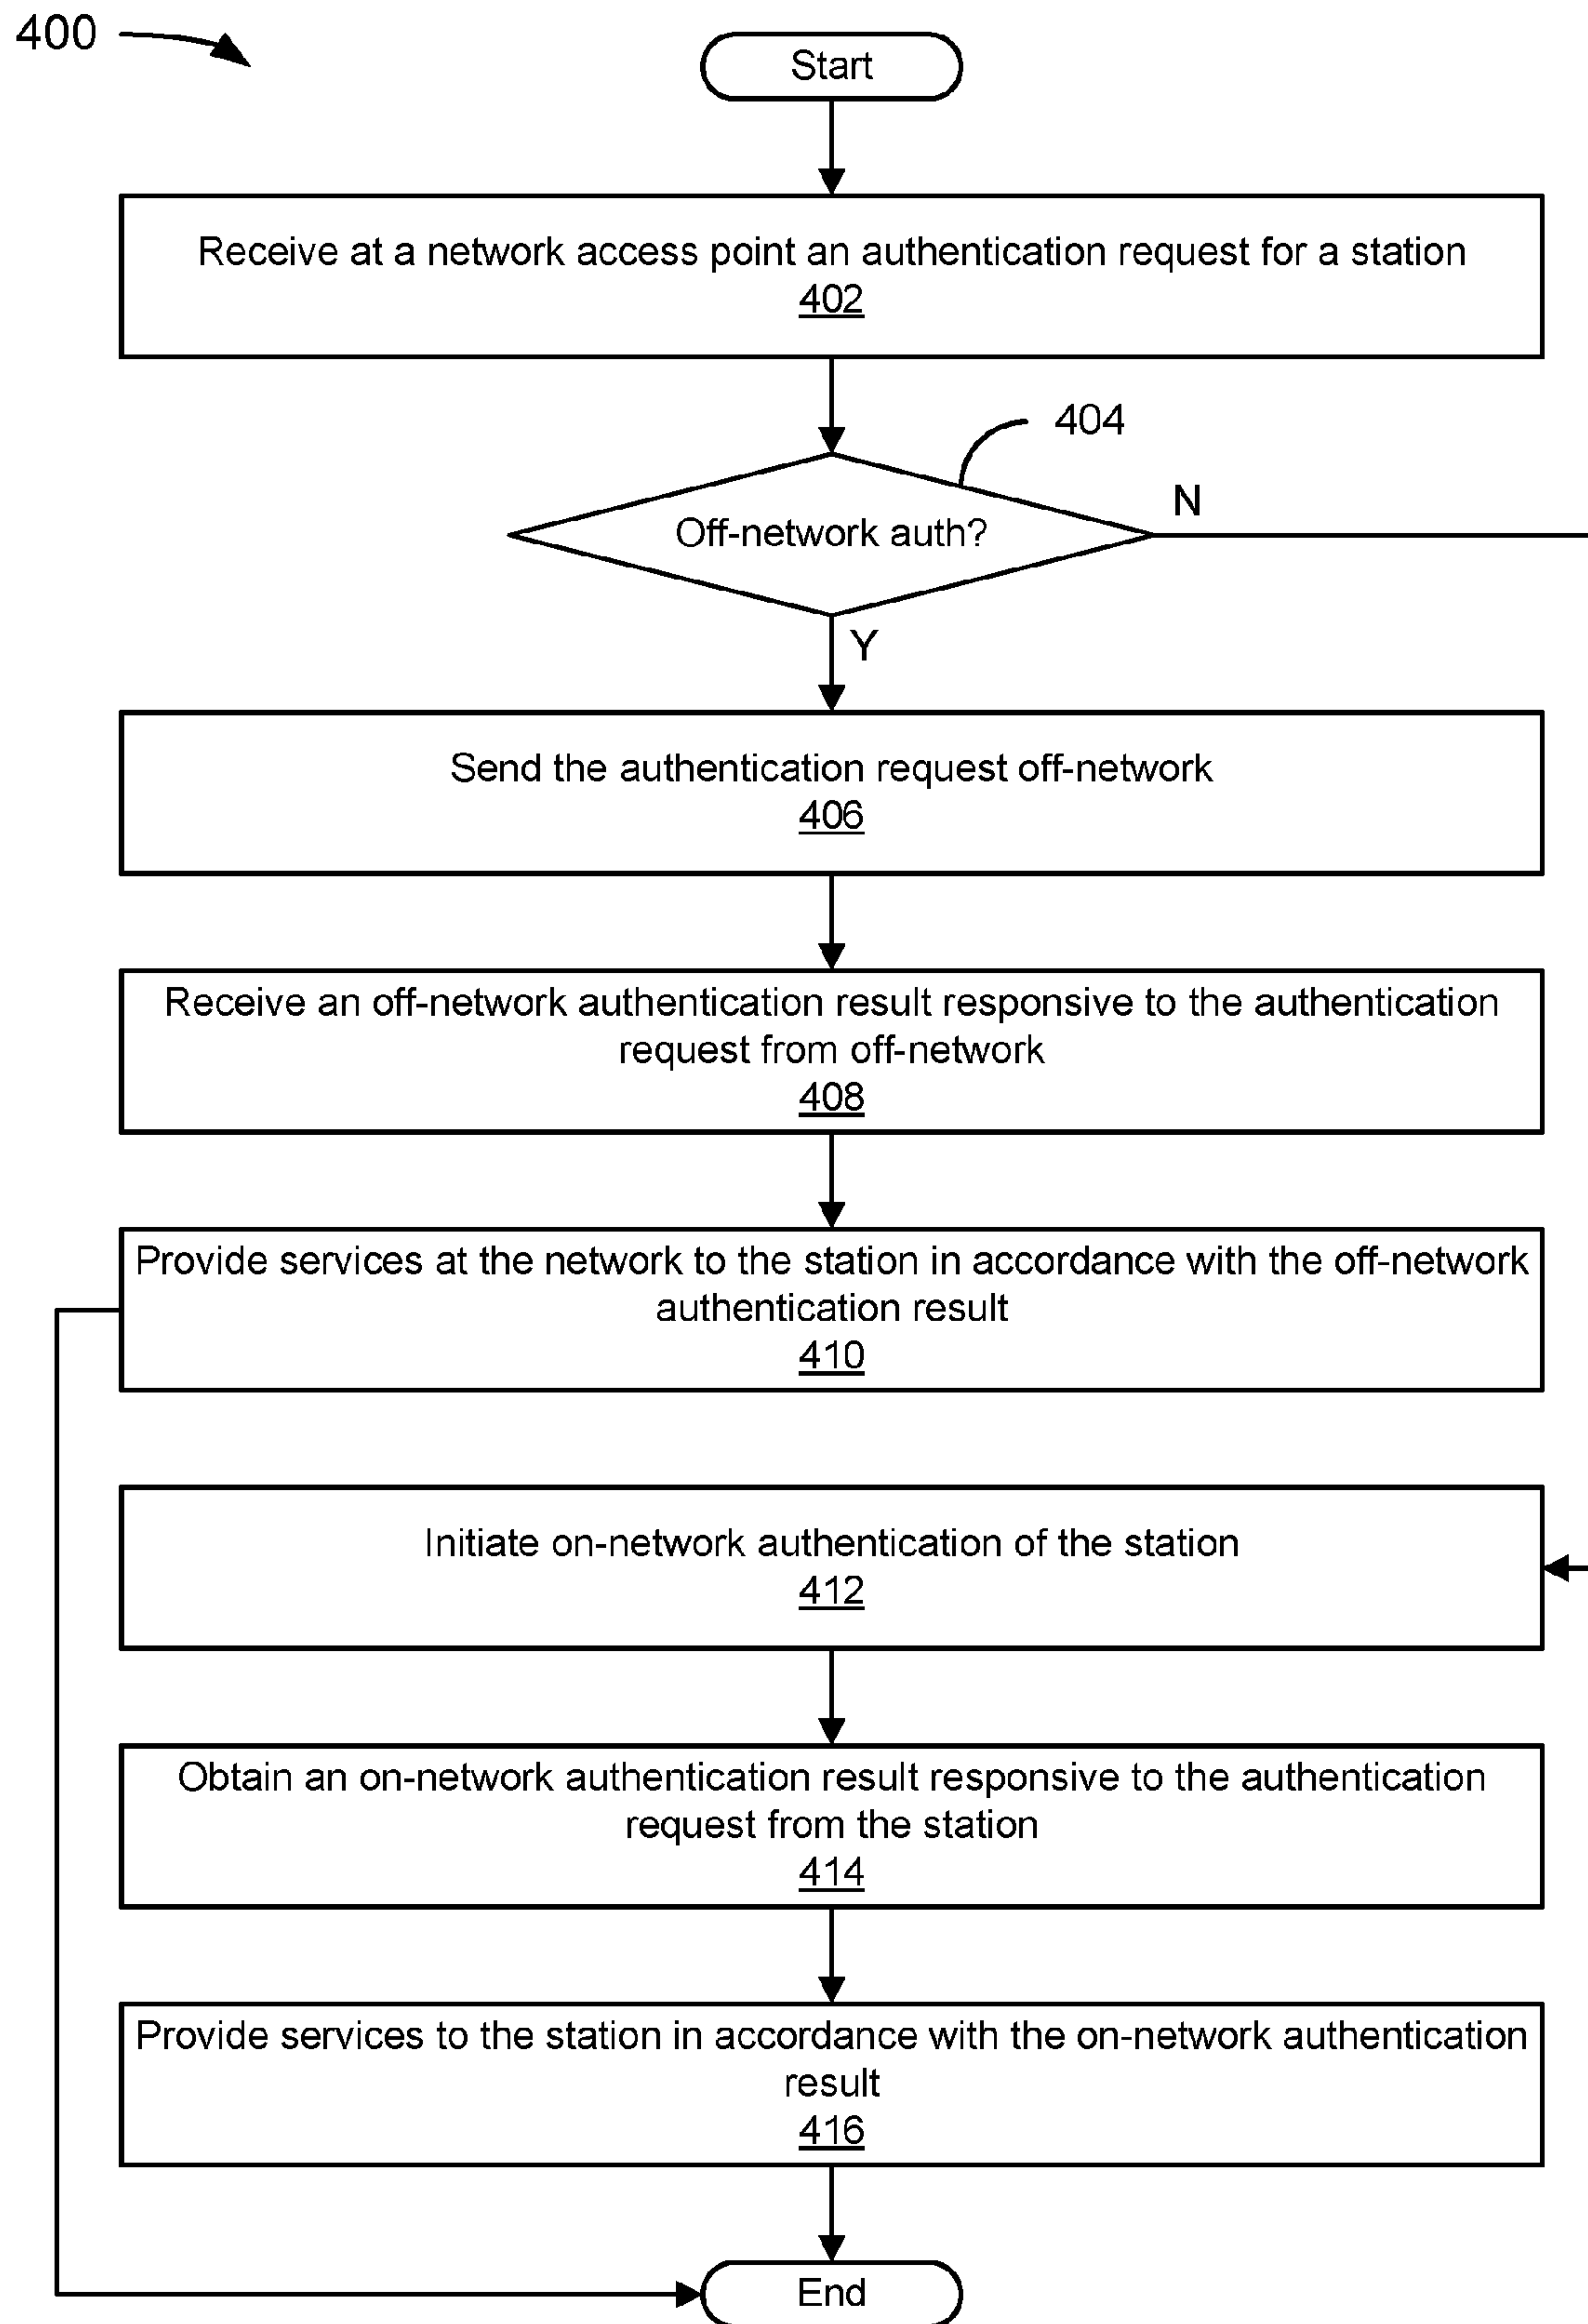 400
Start
Receive at a network access point an authentication request for a station
402
404
Off-network auth?
N
Y
Send the authentication request off-network
406
Receive an off-network authentication result responsive to the authentication
request from off-network
408
Provide services at the network to the station in accordance with the off-network
authentication result
410
Initiate on-network authentication of the station
412
Obtain an on-network authentication result responsive to the authentication
request from the station
414
Provide services to the station in accordance with the on-network authentication
result
416
End